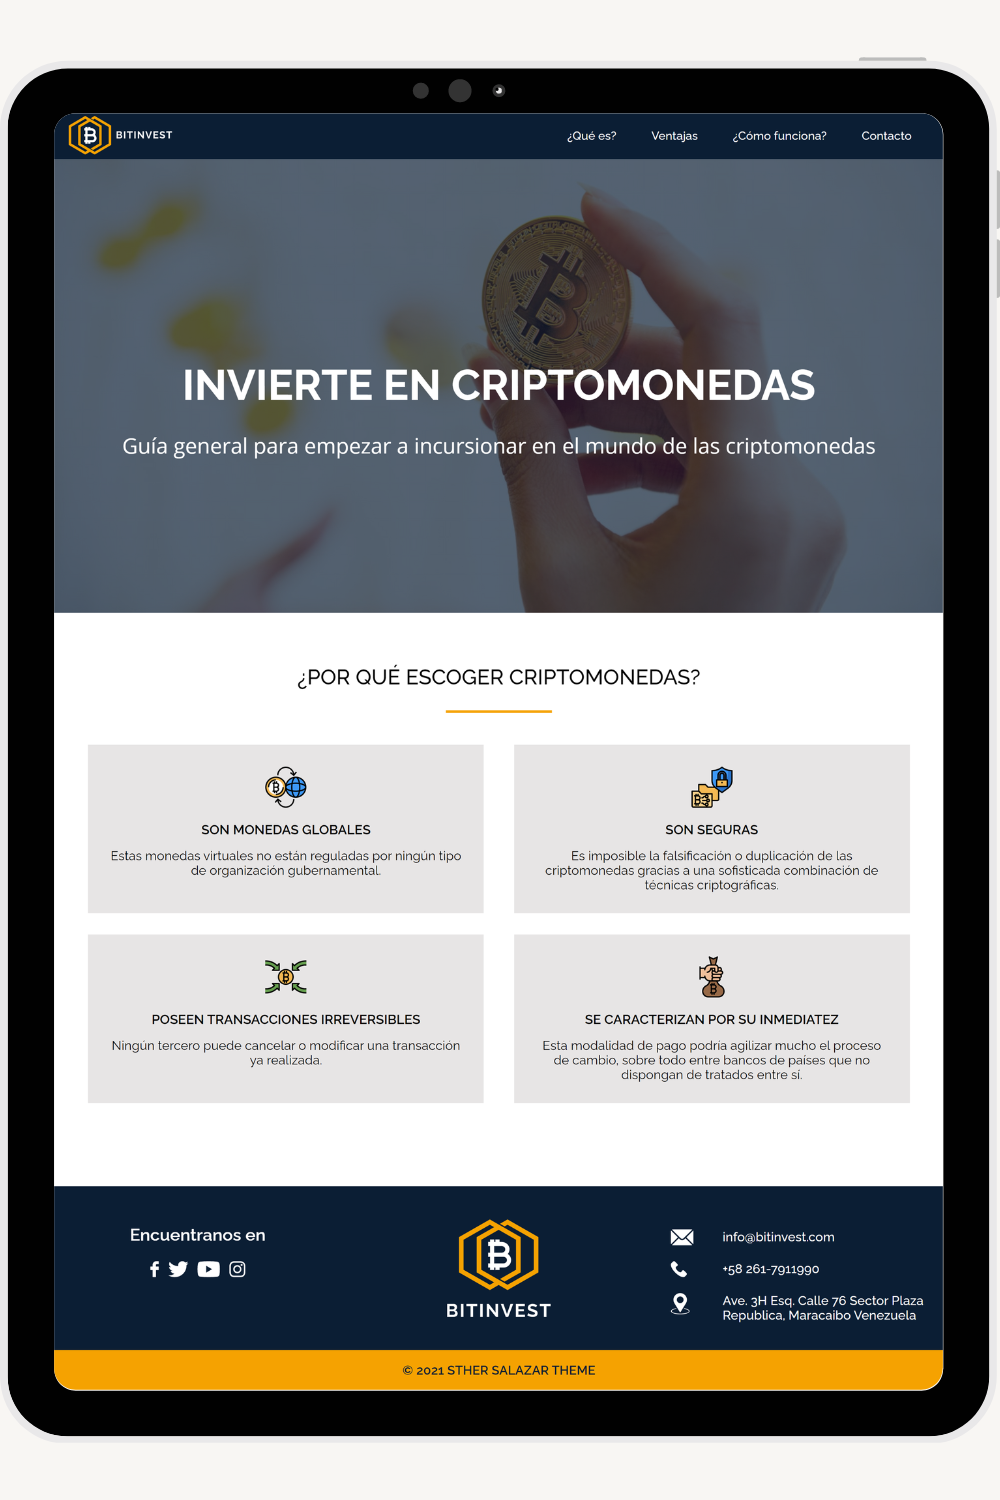 BITINVEST
¿Qué es? Ventajas ¿Cómo funciona? Contacto
INVIERTE EN CRIPTOMONEDAS
Guía general para empezar a incursionar en el mundo de las criptomonedas
¿POR QUÉ ESCOGER CRIPTOMONEDAS?
SON MONEDAS GLOBALES
Estas monedas virtuales no están reguladas por ningún tipo
de organización gubernamental.
SON SEGURAS
Es imposible la falsificación o duplicación de las
criptomonedas gracias a una sofisticada combinación de
técnicas criptográficas.
POSEEN TRANSACCIONES IRREVERSIBLES
Ningún tercero puede cancelar o modificar una transacción
ya realizada.
SE CARACTERIZAN POR SU INMEDIATEZ
Esta modalidad de pago podría agilizar mucho el proceso
de cambio, sobre todo entre bancos de países que no
dispongan de tratados entre sí.
Encuentranos en
BITINVEST
info@bitinvest.com
+58 261-7911990
Ave. 3H Esq. Calle 76 Sector Plaza
Republica, Maracaibo Venezuela
© 2021 STHER SALAZAR THEME